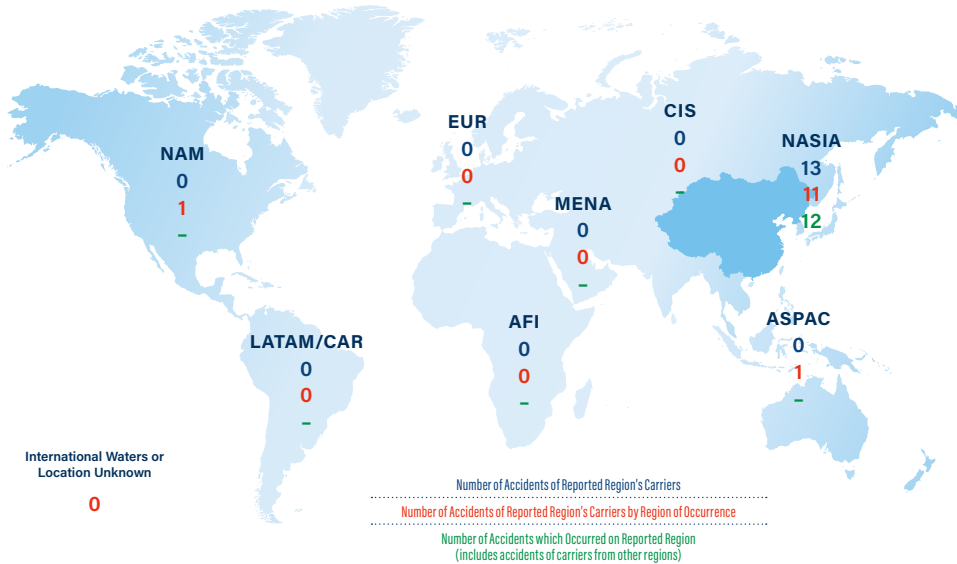 NAM
0
1
–
EUR
0
0
–
CIS
0
0
–
NASIA
13
11
12
MENA
0
0
–
LATAM/CAR
0
0
–
AFI
0
0
–
ASPAC
0
1
–
International Waters or
Location Unknown
0
Number of Accidents of Reported Region's Carriers
Number of Accidents of Reported Region's Carriers by Region of Occurrence
Number of Accidents which Occurred on Reported Region
(includes accidents of carriers from other regions)